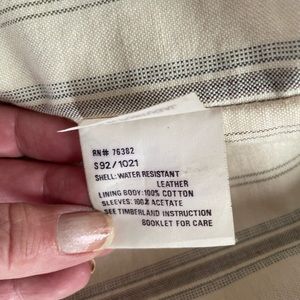 RN# 76382
S92/1021
SHELL: WATER RESISTANT
LEATHER
LINING BODY: 100% COTTON
SLEEVES: 100% ACETATE
SEE TIMBERLAND INSTRUCTION
BOOKLET FOR CARE